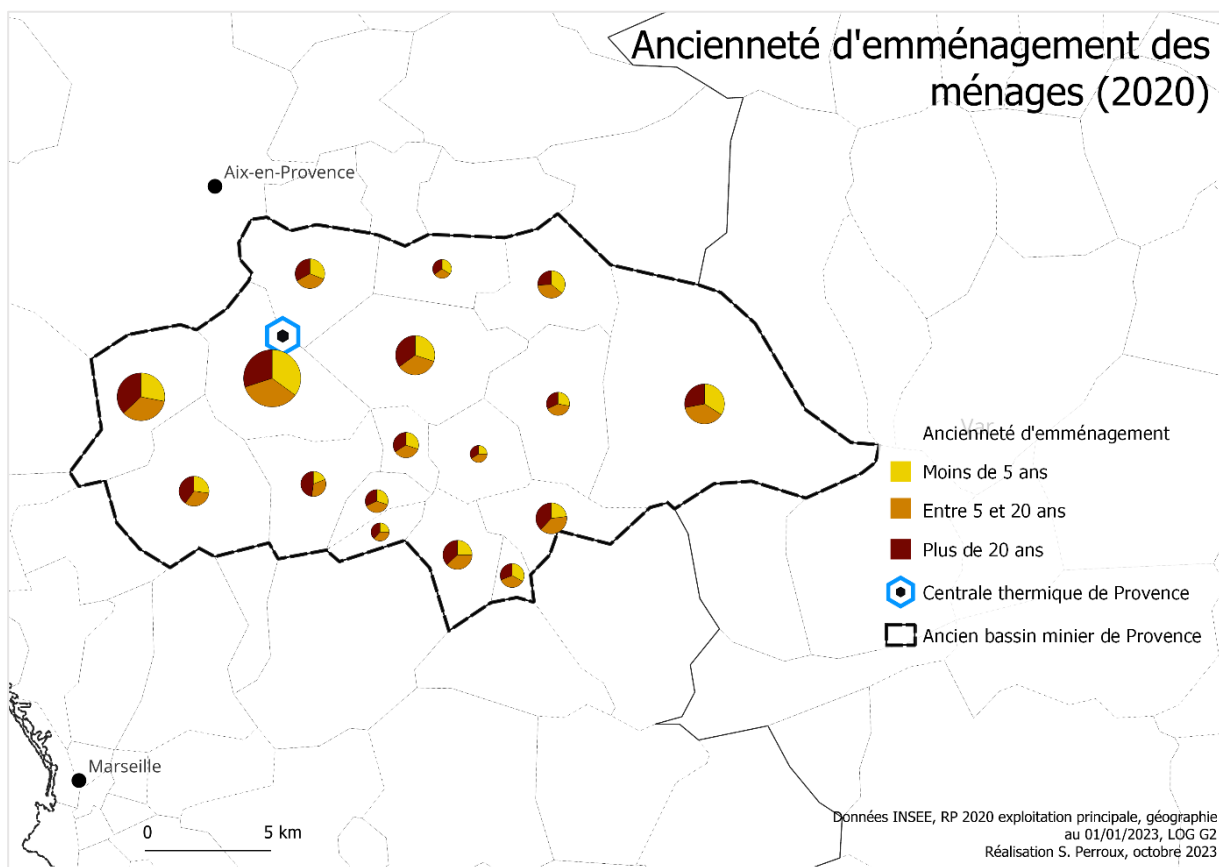 Ancienneté d'emménagement des
ménages (2020)
Aix-en-Provence
Var
Ancienneté d'emménagement
Moins de 5 ans
Entre 5 et 20 ans
Plus de 20 ans
Centrale thermique de Provence
Ancien bassin minier de Provence
Marseille
0 5 km
Données INSEE, RP 2020 exploitation principale, géographie
au 01/01/2023, LOG G2
Réalisation S. Perroux, octobre 2023